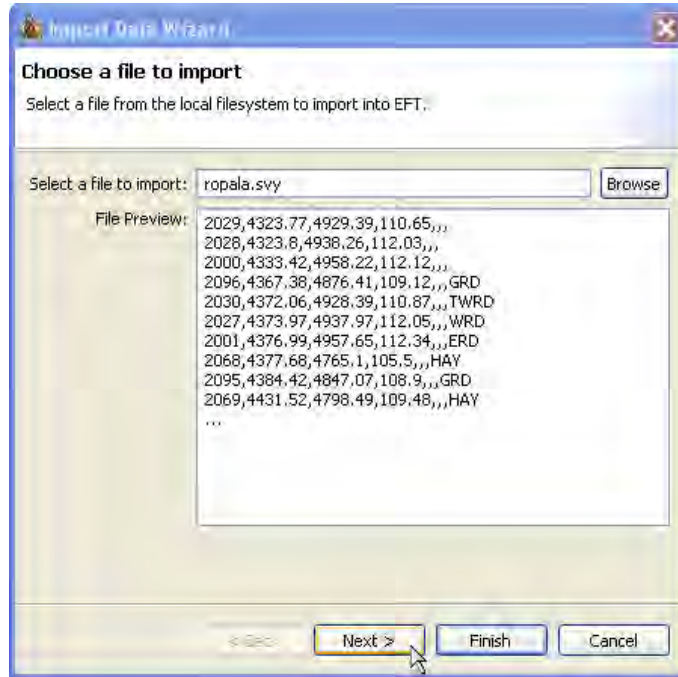 Import Data Wizard
Choose a file to import
Select a file from the local filesystem to import into EFT.
Select a file to import: ropala.svy Browse
File Preview:
2029,4323.77,4929.39,110.65,,,
2028,4323.8,4938.26,112.03,,,
2000,4333.42,4958.22,112.12,,,
2096,4367.38,4876.41,109.12,,,GRD
2030,4372.06,4928.39,110.87,,,TWRD
2027,4373.97,4937.97,112.05,,,WRD
2001,4376.99,4957.65,112.34,,,ERD
2068,4377.68,4765.1,105.5,,,HAY
2095,4384.42,4847.07,108.9,,,GRD
2069,4431.52,4798.49,109.48,,,HAY
...
Next > Finish Cancel